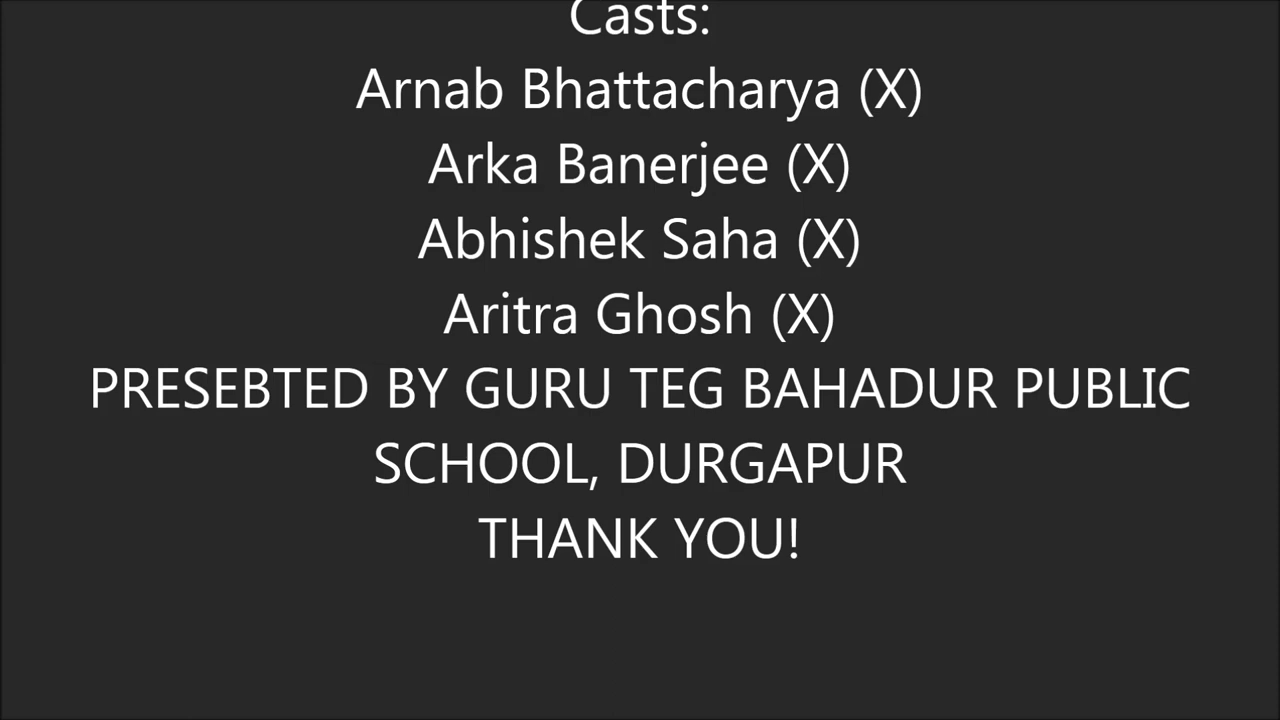 Casts:
Arnab Bhattacharya (X)
Arka Banerjee (X)
Abhishek Saha (X)
Aritra Ghosh (X)
PRESEBTED BY GURU TEG BAHADUR PUBLIC
SCHOOL, DURGAPUR
THANK YOU!